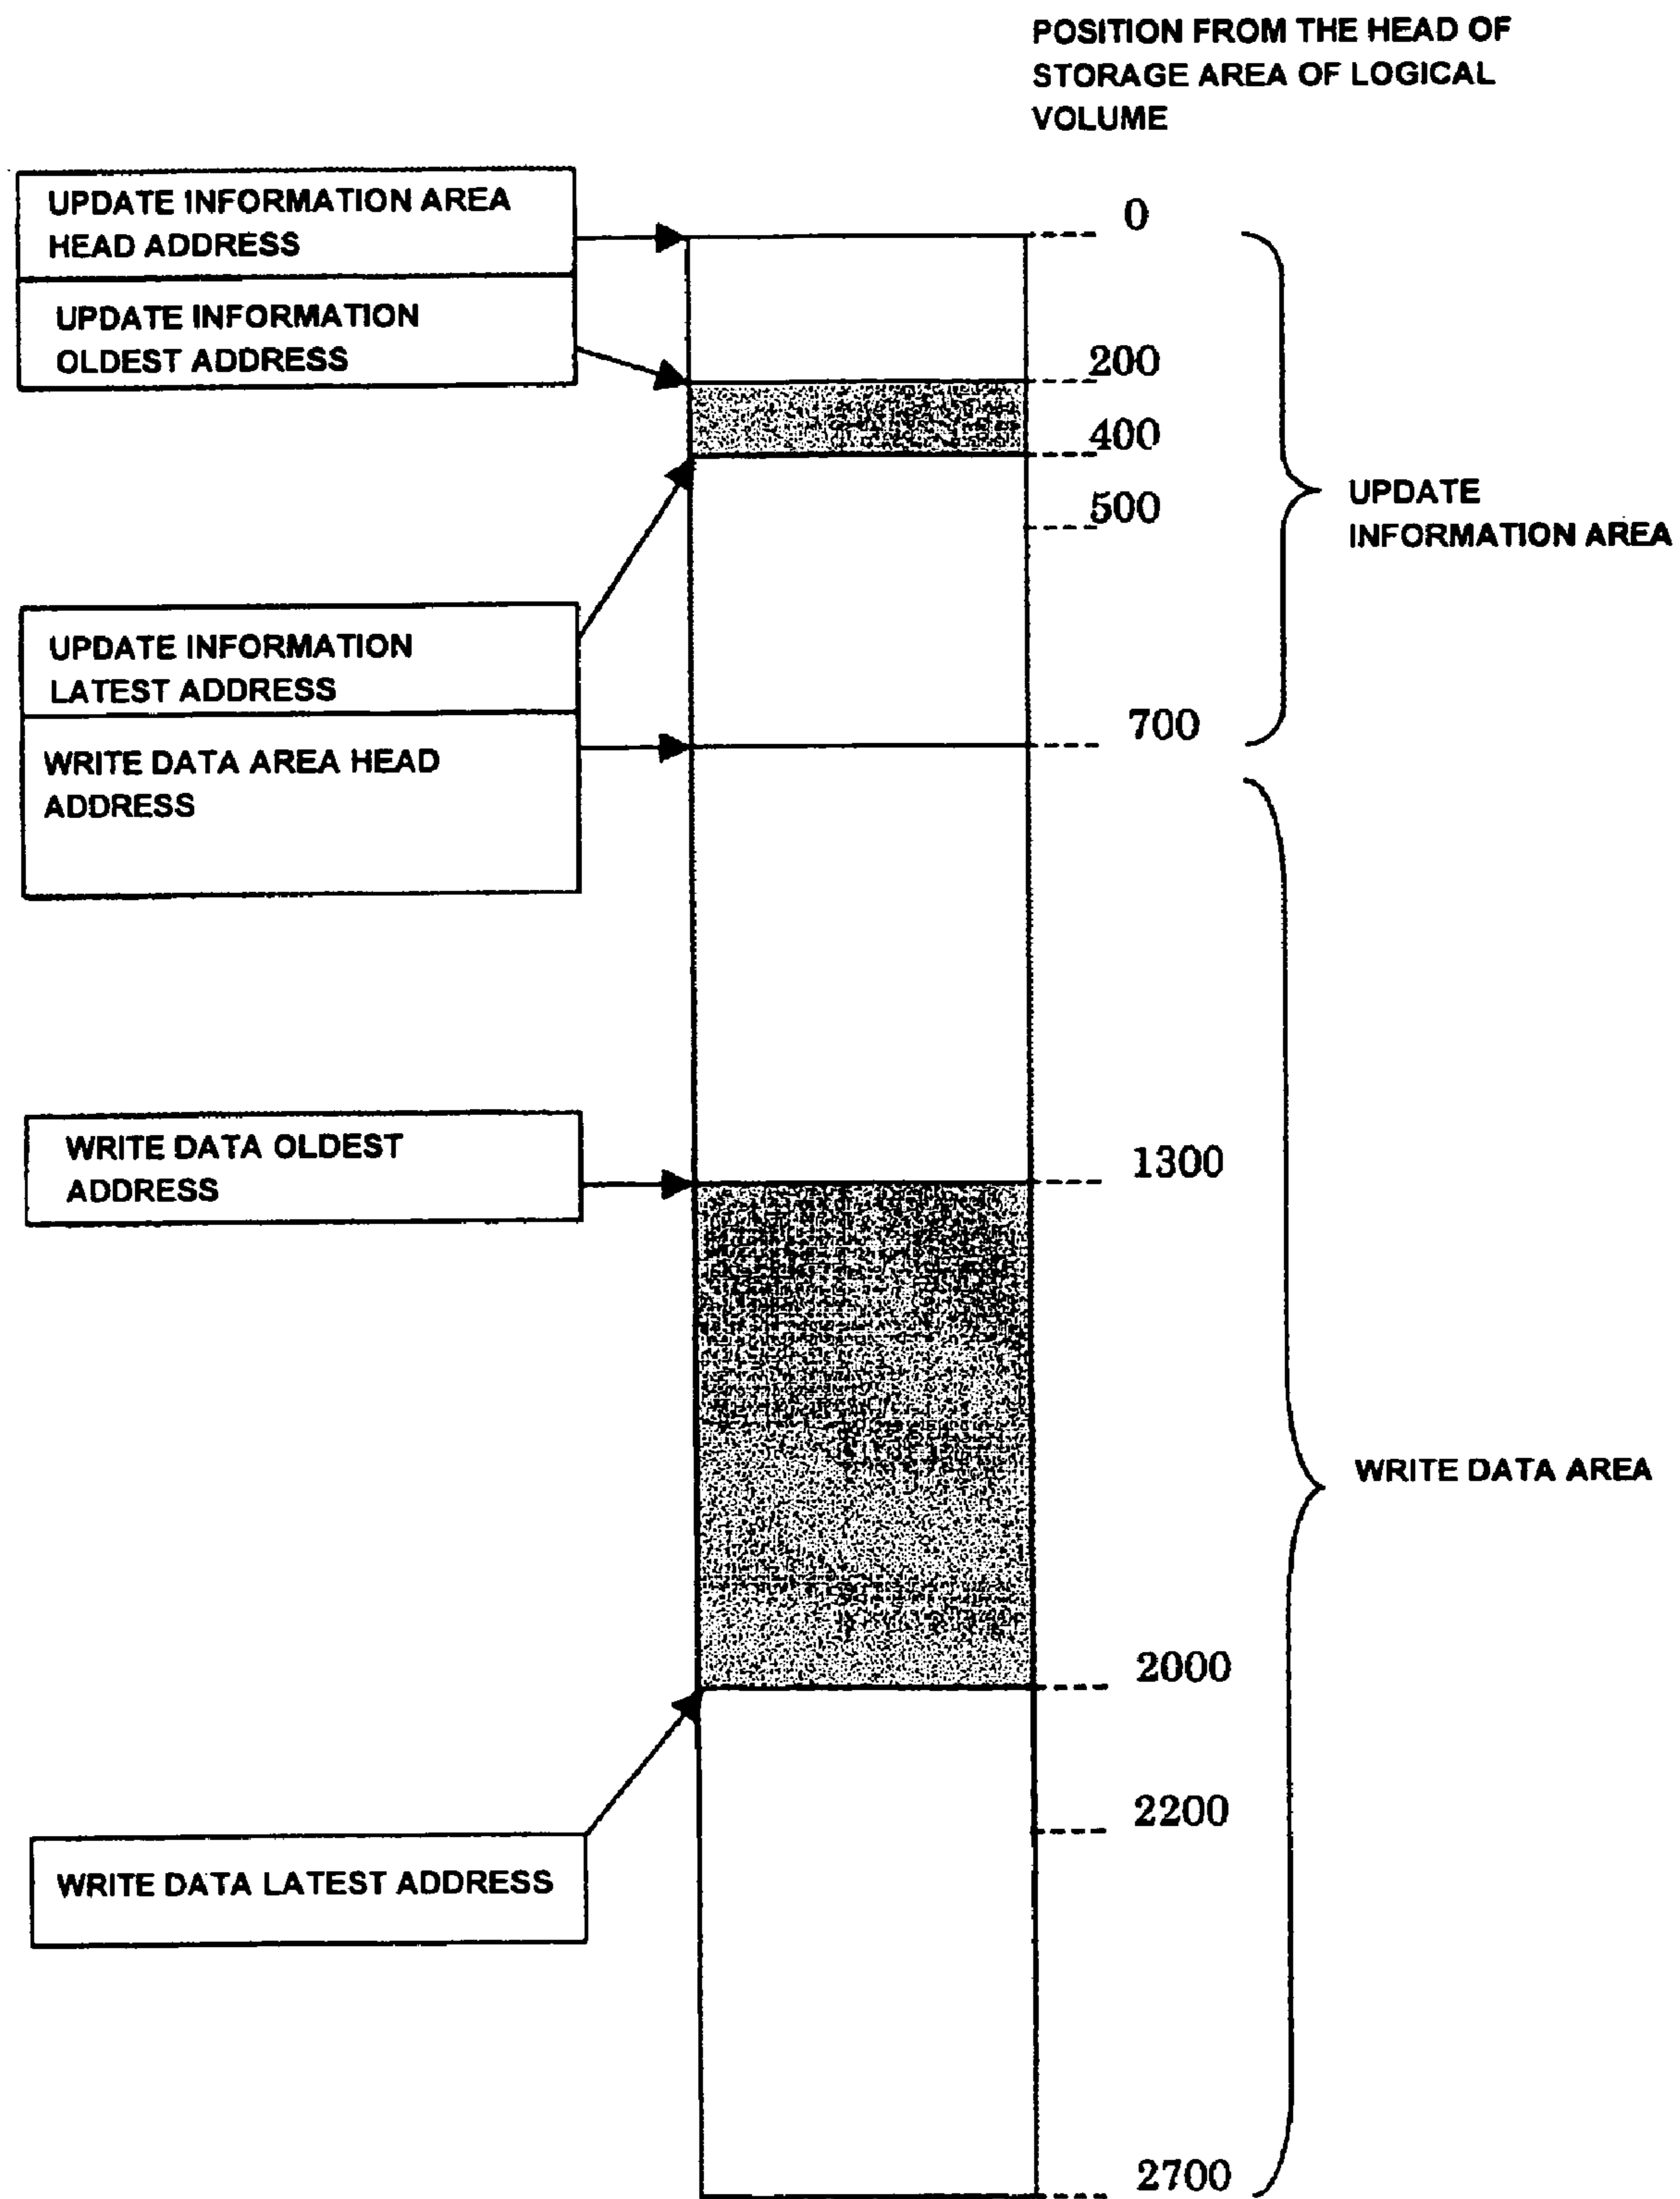 POSITION FROM THE HEAD OF
STORAGE AREA OF LOGICAL
VOLUME
UPDATE INFORMATION AREA
HEAD ADDRESS
0
UPDATE INFORMATION
OLDEST ADDRESS
200
400
500
UPDATE
INFORMATION AREA
UPDATE INFORMATION
LATEST ADDRESS
700
WRITE DATA AREA HEAD
ADDRESS
WRITE DATA OLDEST
ADDRESS
1300
WRITE DATA AREA
2000
2200
WRITE DATA LATEST ADDRESS
2700